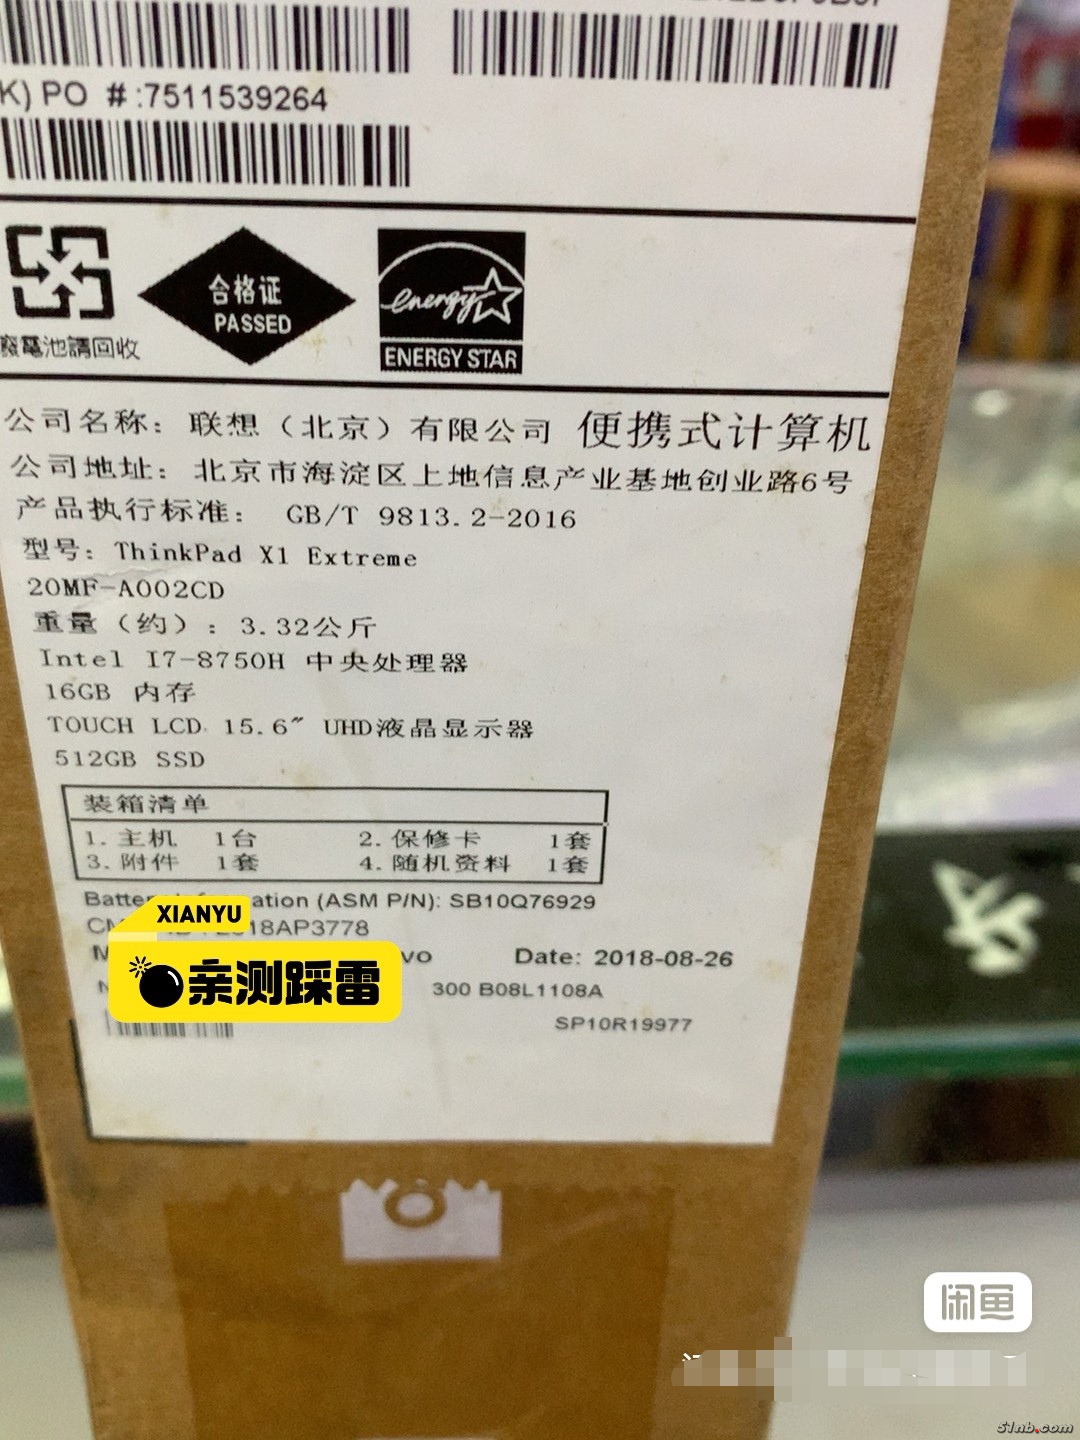 K) PO #:7511539264
廢電池請回收
合格证
PASSED
energy
ENERGY STAR
公司名称: 联想（北京）有限公司 便携式计算机
公司地址: 北京市海淀区上地信息产业基地创业路6号
产品执行标准: GB/T 9813.2-2016
型号: ThinkPad X1 Extreme
20MF-A002CD
重量（约）: 3.32公斤
Intel I7-8750H 中央处理器
16GB 内存
TOUCH LCD 15.6" UHD液晶显示器
512GB SSD
装箱清单
1. 主机 1台 2. 保修卡 1套
3. 附件 1套 4. 随机资料 1套
ation (ASM P/N): SB10Q76929
18AP3778
vo Date: 2018-08-26
300 B08L1108A
SP10R19977
XIANYU
亲测踩雷
闲鱼
51nb.com